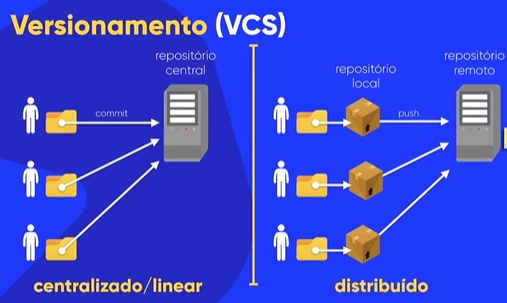 Versionamento (VCS)
repositório
central
commit
centralizado/linear
repositório
local
push
repositório
remoto
distribuído